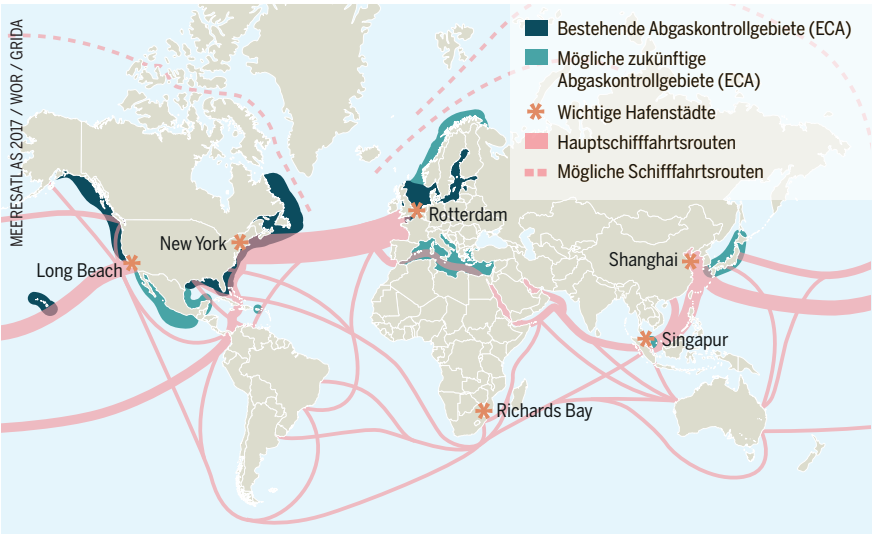 MEERESATLAS 2017 / WOR / GRIDA
Bestehende Abgaskontrollgebiete (ECA)
Mögliche zukünftige
Abgaskontrollgebiete (ECA)
Wichtige Hafenstädte
Hauptschifffahrtsrouten
Mögliche Schifffahrtsrouten
Rotterdam
New York
Long Beach
Shanghai
Singapur
Richards Bay